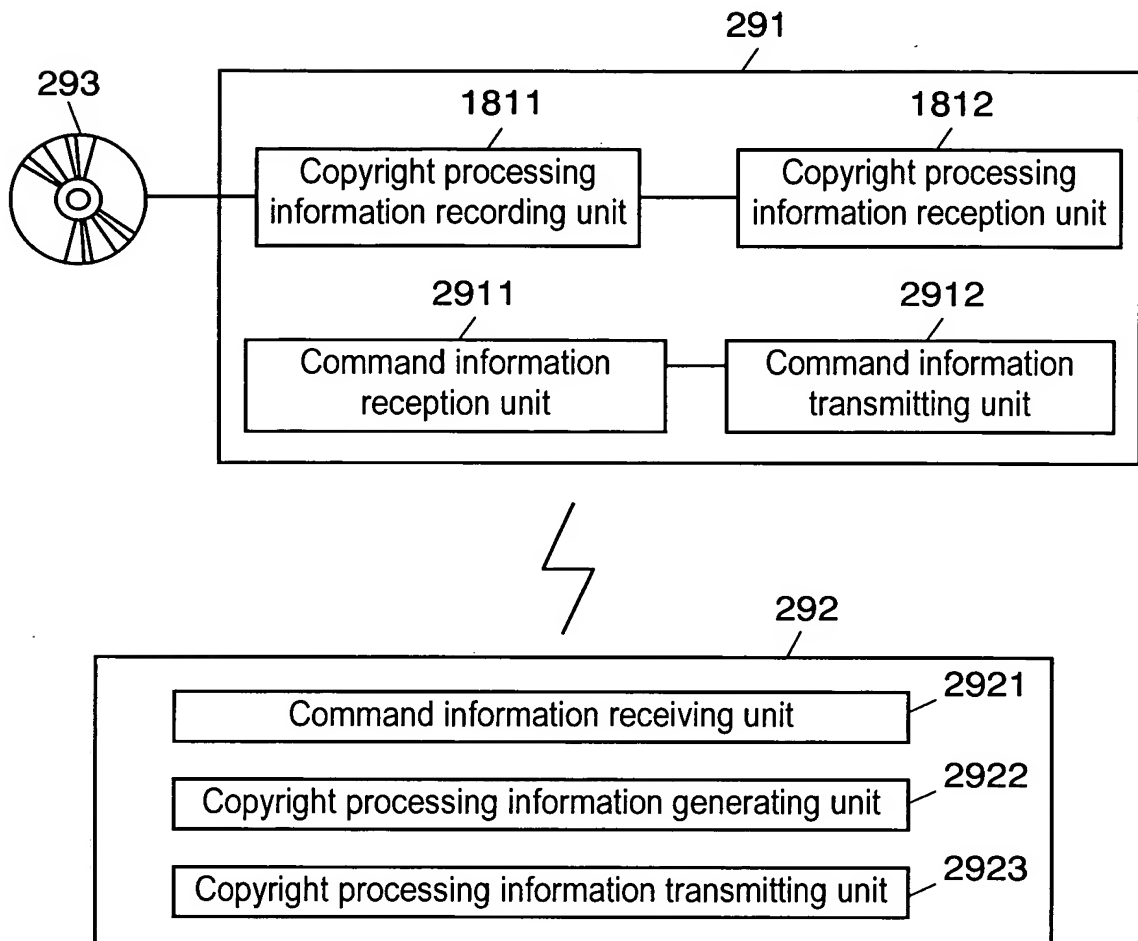 291
293
1811
1812
Copyright processing
information recording unit
Copyright processing
information reception unit
2911
2912
Command information
reception unit
Command information
transmitting unit
292
Command information receiving unit
2921
Copyright processing information generating unit
2922
Copyright processing information transmitting unit
2923